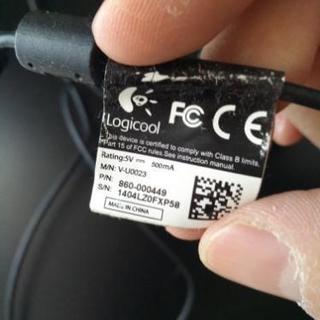 Logicool FC CE
This device is certified to comply with Class B limits,
Part 15 of FCC rules.See instruction manual.
Rating:5V ⎓ 500mA
M/N: V-U0023
P/N: 860-000449
S/N: 1404LZ0FXP58
MADE IN CHINA